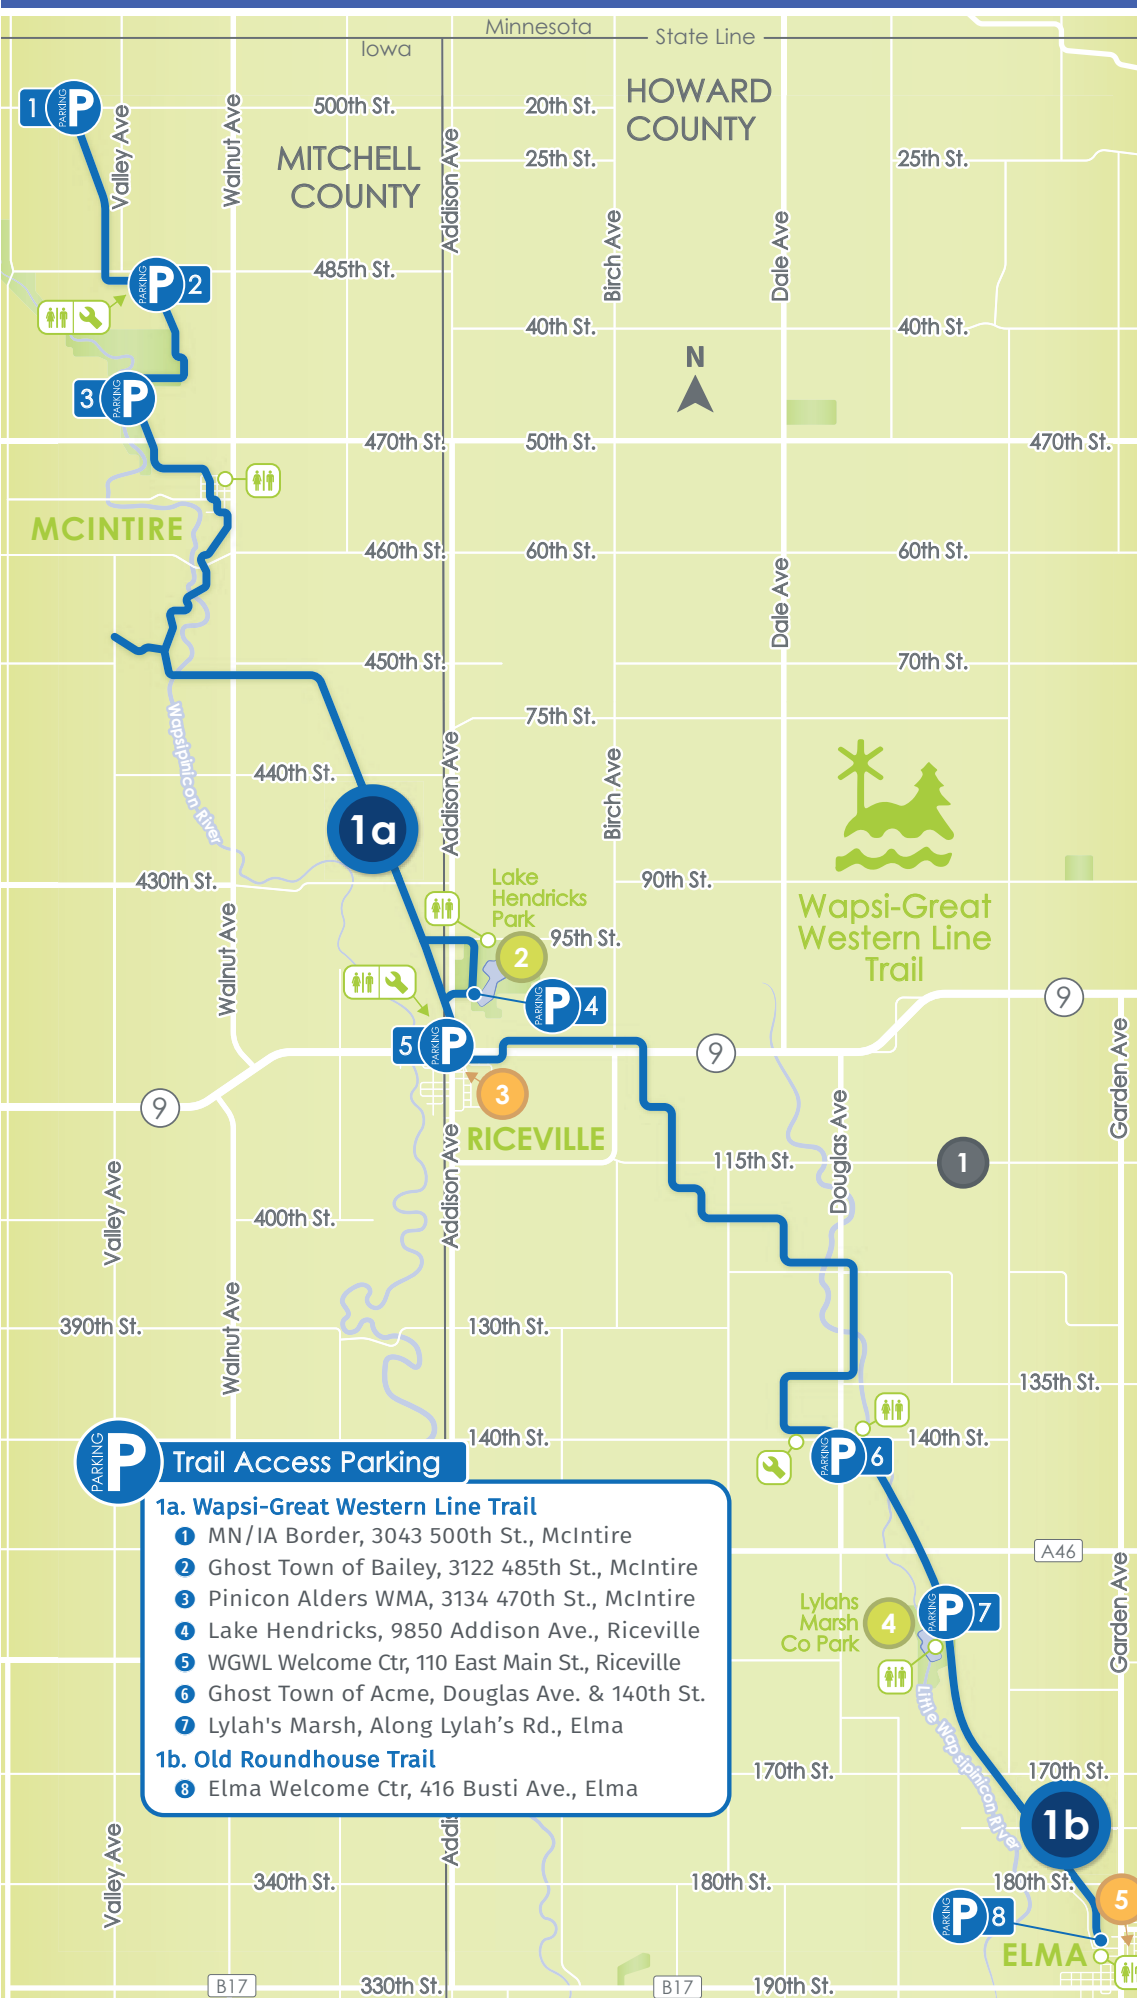 Minnesota
State Line
Iowa
HOWARD
COUNTY
1 PARKING P
500th St.
20th St.
Valley Ave
Walnut Ave
MITCHELL
COUNTY
Addison Ave
25th St.
25th St.
Birch Ave
Dale Ave
485th St.
PARKING P 2
40th St.
40th St.
N
3 PARKING P
470th St.
50th St.
470th St.
MCINTIRE
460th St.
60th St.
60th St.
Dale Ave
450th St.
70th St.
75th St.
Wapsipinicon River
440th St.
Addison Ave
Birch Ave
1a
430th St.
Lake
Hendricks
Park
90th St.
Wapsi-Great
Western Line
Trail
Walnut Ave
95th St.
2
PARKING P 4
9
5 PARKING P
9
Garden Ave
9
3
RICEVILLE
Douglas Ave
115th St.
1
Valley Ave
Addison Ave
400th St.
Walnut Ave
390th St.
130th St.
135th St.
140th St.
140th St.
PARKING P 6
PARKING P
Trail Access Parking
1a. Wapsi-Great Western Line Trail
1 MN/IA Border, 3043 500th St., McIntire
2 Ghost Town of Bailey, 3122 485th St., McIntire
3 Pinicon Alders WMA, 3134 470th St., McIntire
4 Lake Hendricks, 9850 Addison Ave., Riceville
5 WGWL Welcome Ctr, 110 East Main St., Riceville
6 Ghost Town of Acme, Douglas Ave. & 140th St.
7 Lylah's Marsh, Along Lylah’s Rd., Elma
1b. Old Roundhouse Trail
8 Elma Welcome Ctr, 416 Busti Ave., Elma
A46
Lylahs
Marsh
Co Park
4
PARKING P 7
Garden Ave
Little Wapsipinicon River
170th St.
170th St.
1b
Valley Ave
Addis
340th St.
180th St.
180th St.
5
PARKING P 8
ELMA
B17
330th St.
B17
190th St.